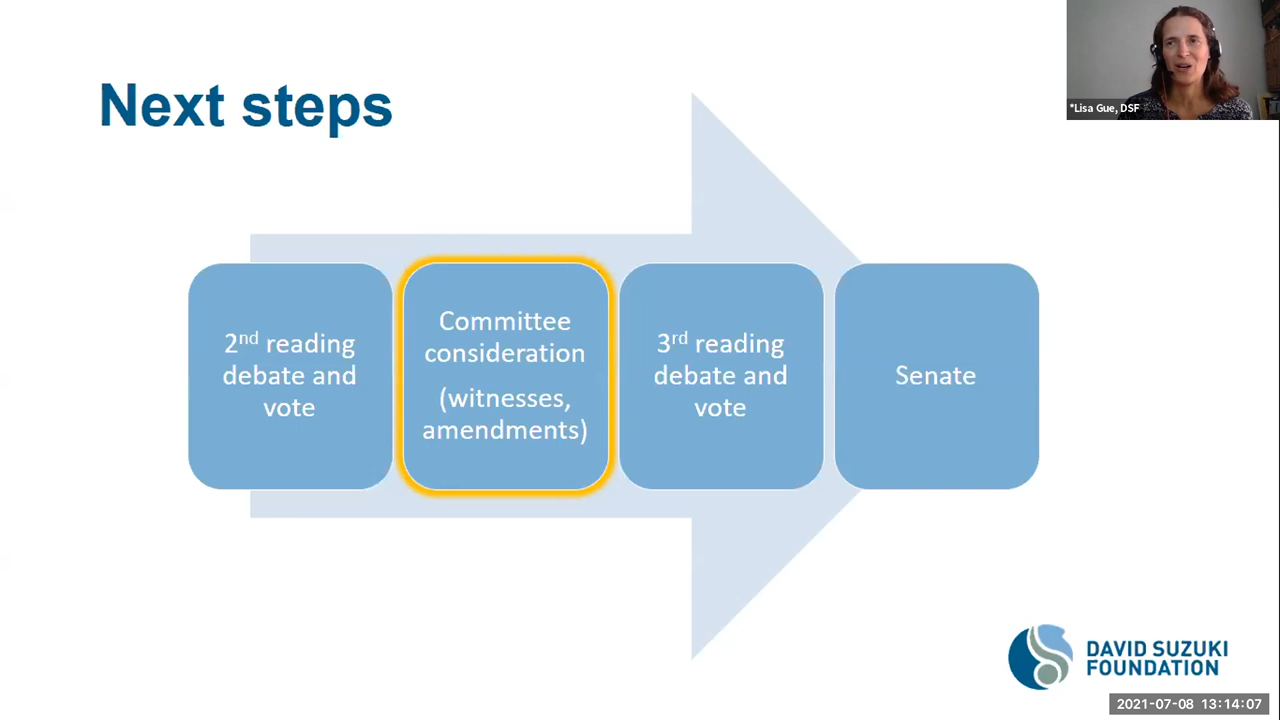 Next steps
*Lisa Gue, DSF
2nd reading
debate and
vote
Committee
consideration
(witnesses,
amendments)
3rd reading
debate and
vote
Senate
DAVID SUZUKI
FOUNDATION
2021-07-08 13:14:07